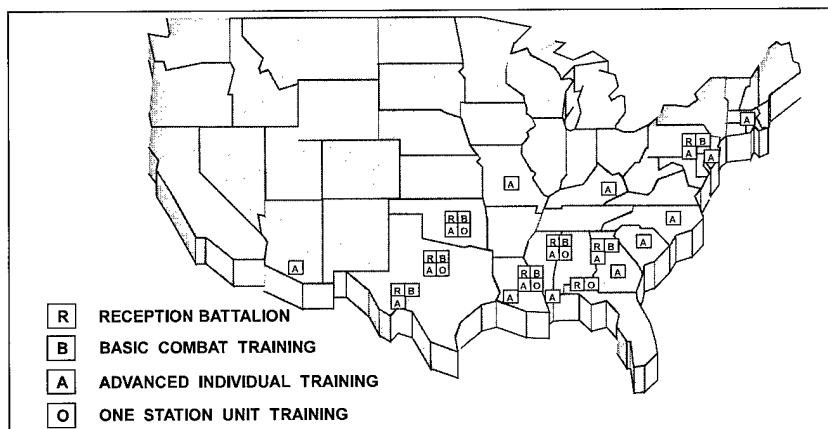 A
R B
A
A
A
A
R B
A O
A
R B
A O
R B
A
A
R B
A O
A
R B
A O
A
R O
R B
A
A
A
R RECEPTION BATTALION
B BASIC COMBAT TRAINING
A ADVANCED INDIVIDUAL TRAINING
O ONE STATION UNIT TRAINING